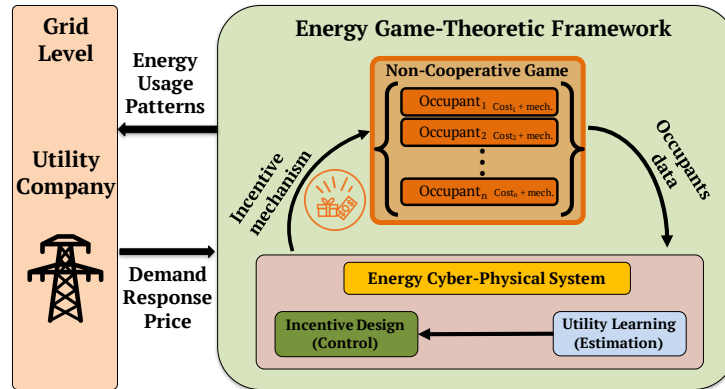 Grid
Level
Utility
Company
Energy
Usage
Patterns
Demand
Response
Price
Energy Game-Theoretic Framework
Non-Cooperative Game
Occupant₁ Cost₁ + mech.
Occupant₂ Cost₂ + mech.
Occupantₙ Costₙ + mech.
Incentive
mechanism
Occupants
data
Energy Cyber-Physical System
Incentive Design
(Control)
Utility Learning
(Estimation)